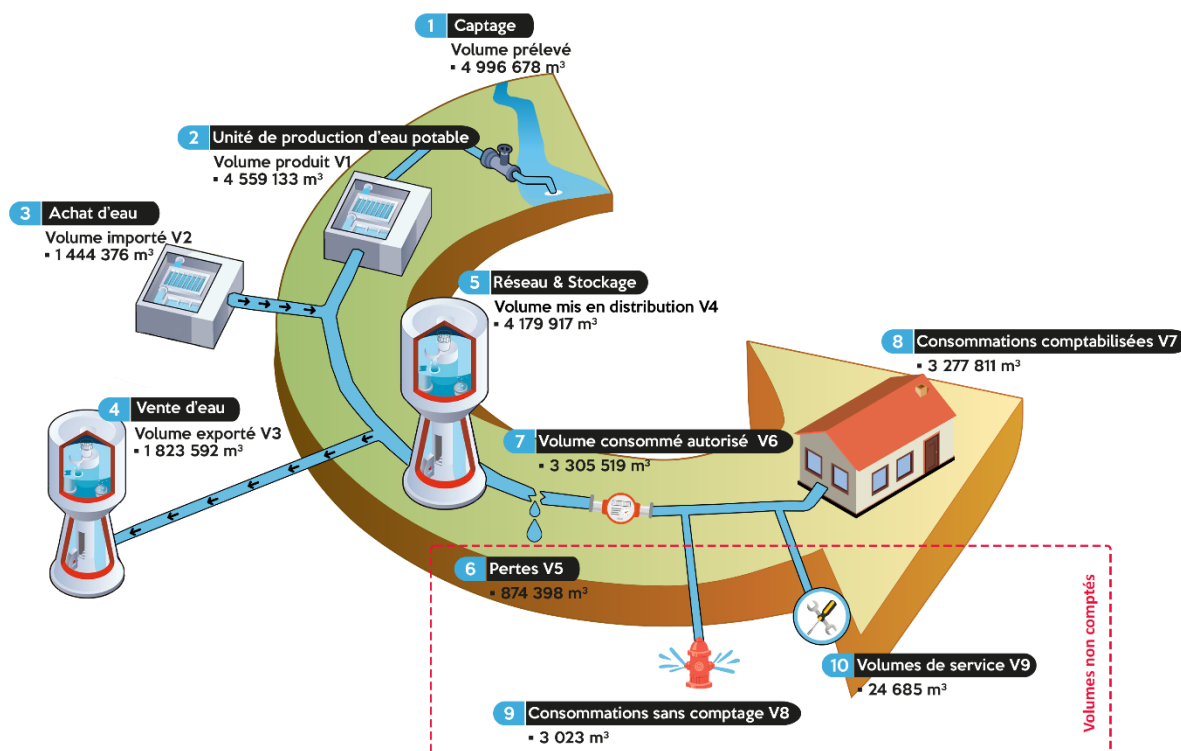 1 Captage
Volume prélevé
▪ 4 996 678 m³
2 Unité de production d'eau potable
Volume produit V1
▪ 4 559 133 m³
3 Achat d'eau
Volume importé V2
▪ 1 444 376 m³
4 Vente d'eau
Volume exporté V3
▪ 1 823 592 m³
5 Réseau & Stockage
Volume mis en distribution V4
▪ 4 179 917 m³
6 Pertes V5
▪ 874 398 m³
7 Volume consommé autorisé V6
▪ 3 305 519 m³
8 Consommations comptabilisées V7
▪ 3 277 811 m³
9 Consommations sans comptage V8
▪ 3 023 m³
10 Volumes de service V9
▪ 24 685 m³
Volumes non comptés